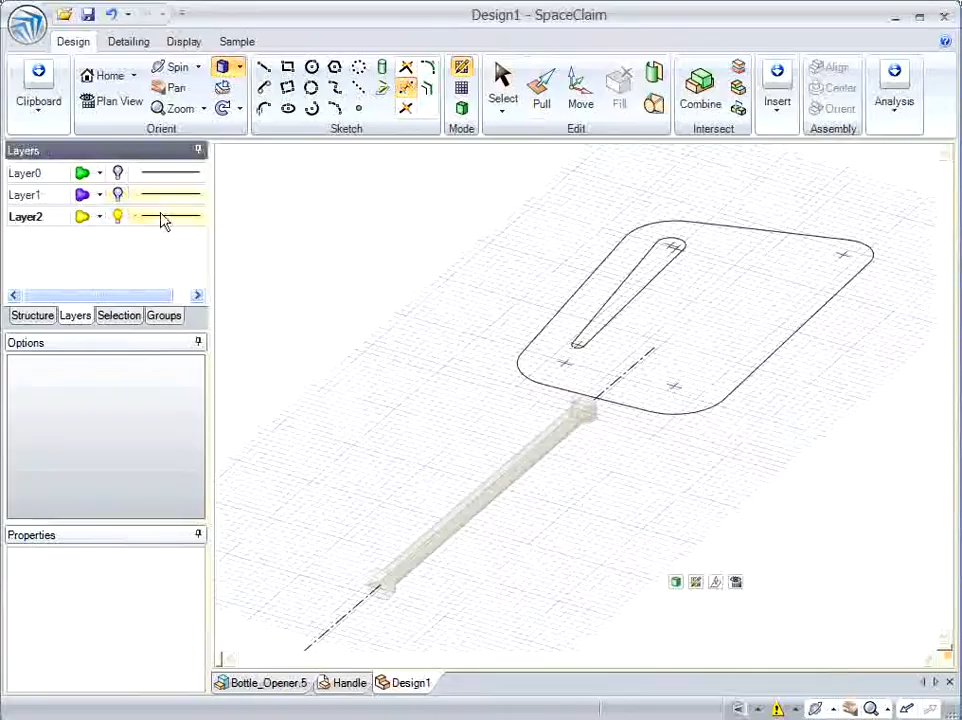 Design1 - SpaceClaim
Design Detailing Display Sample
Clipboard
Home
Plan View
Spin
Pan
Zoom
Orient
Sketch
Mode
Select Pull Move Fill
Edit
Combine
Intersect
Insert
Align
Center
Orient
Assembly
Analysis
Layers
Layer0
Layer1
Layer2
Structure Layers Selection Groups
Options
Properties
Bottle_Opener.5 Handle Design1